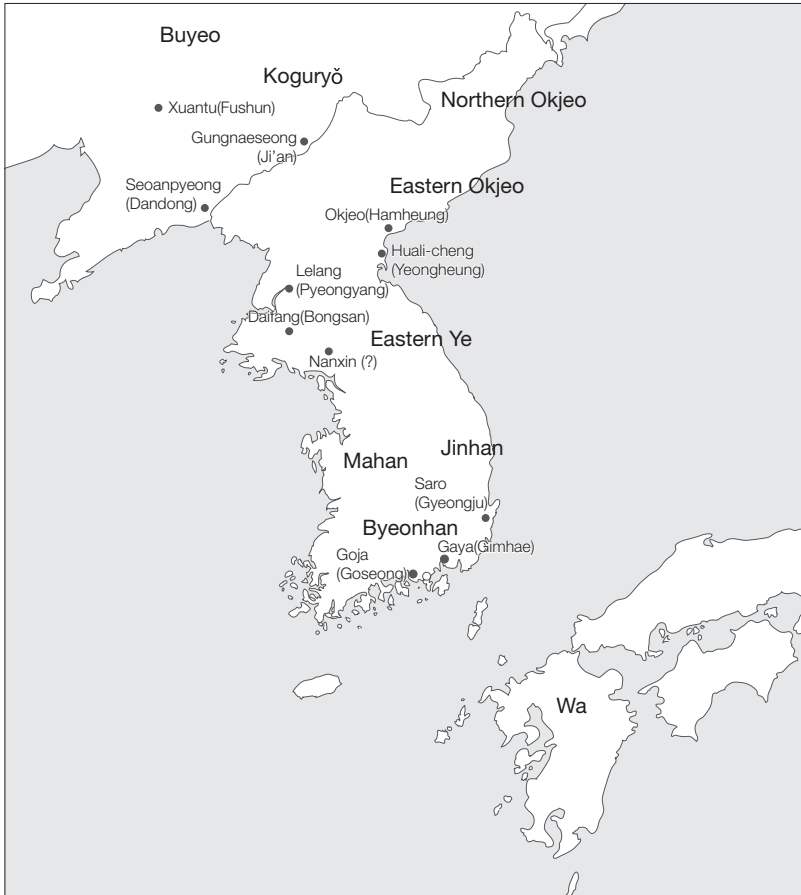 Buyeo
Koguryǒ
Northern Okjeo
Xuantu(Fushun)
Gungnaeseong
(Ji'an)
Eastern Okjeo
Seoanpyeong
(Dandong)
Okjeo(Hamheung)
Huali-cheng
(Yeongheung)
Lelang
(Pyeongyang)
Daifang(Bongsan)
Eastern Ye
Nanxin (?)
Jinhan
Mahan
Saro
(Gyeongju)
Byeonhan
Gaya(Gimhae)
Goja
(Goseong)
Wa